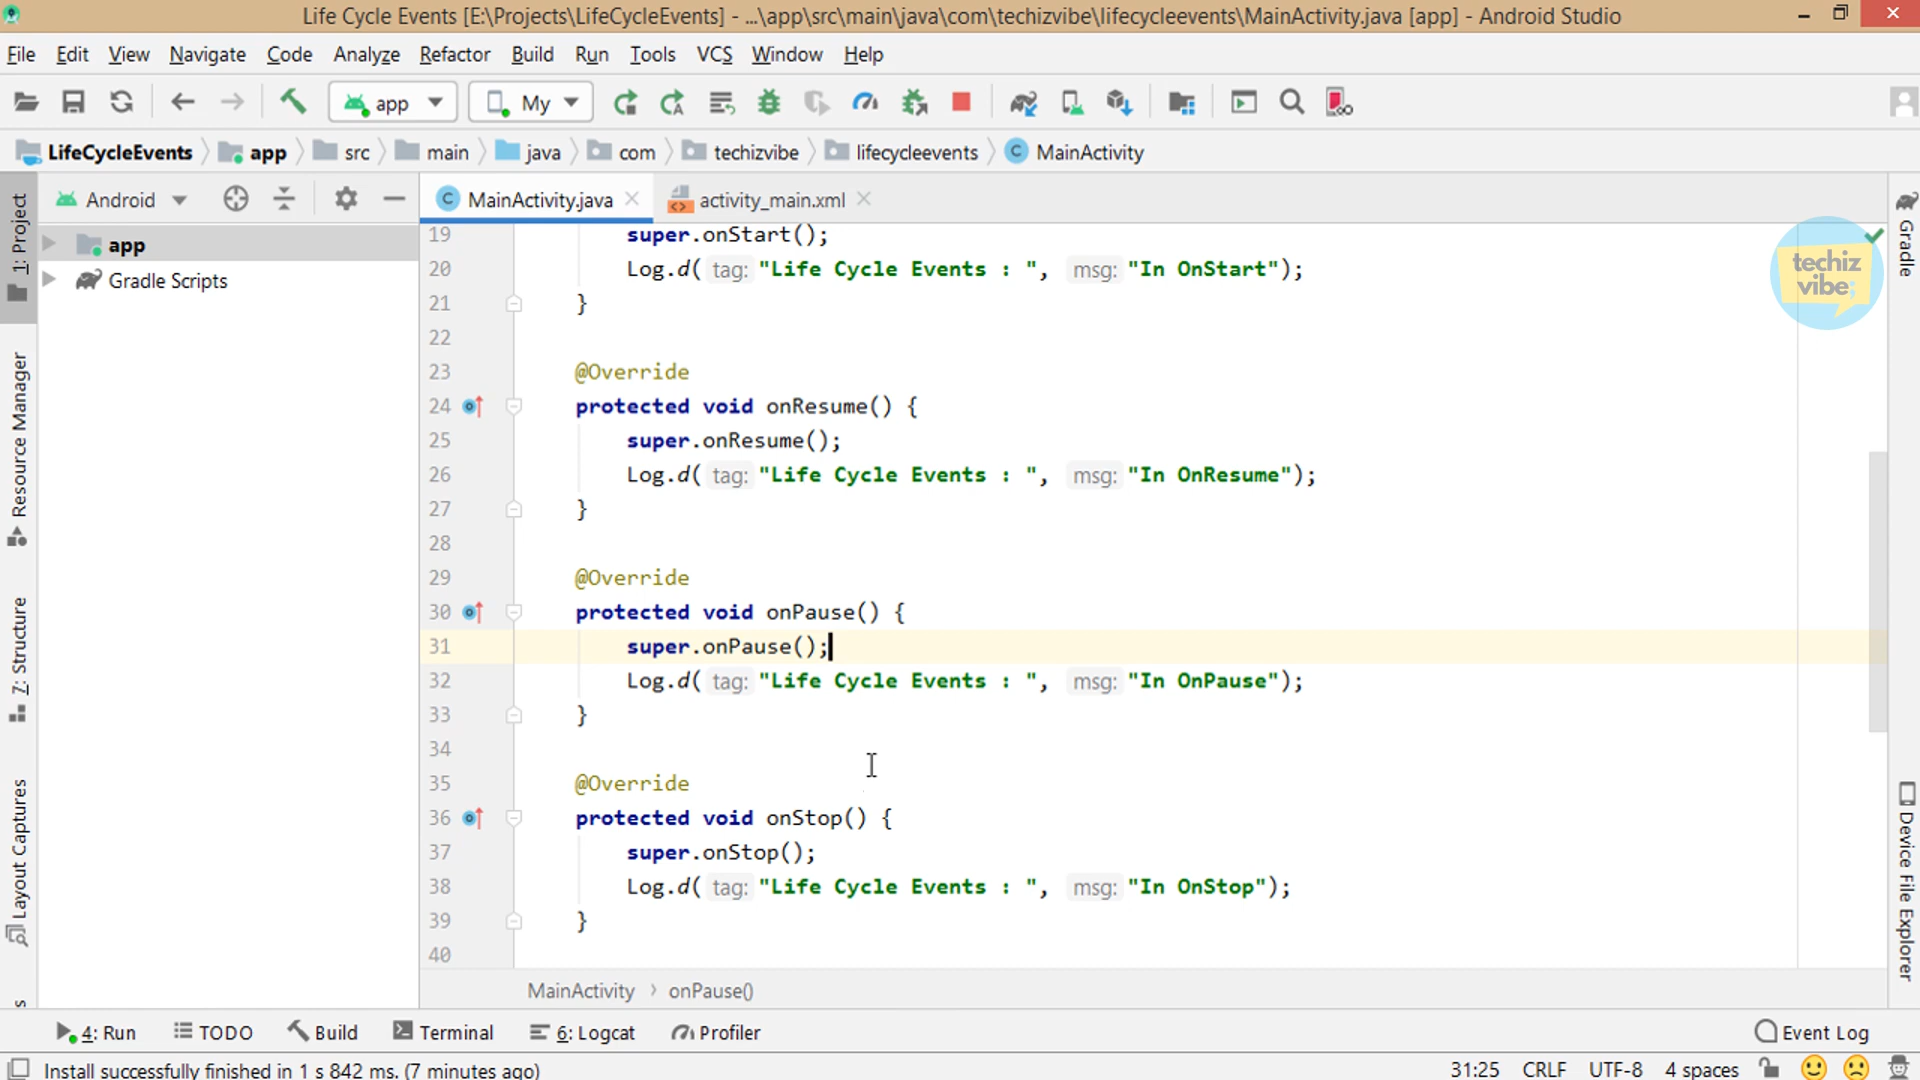 Life Cycle Events [E:\Projects\LifeCycleEvents] - ...\app\src\main\java\com\techizvibe\lifecycleevents\MainActivity.java [app] - Android Studio
File Edit View Navigate Code Analyze Refactor Build Run Tools VCS Window Help
app My
LifeCycleEvents app src main java com techizvibe lifecycleevents MainActivity
Android MainActivity.java activity_main.xml
1: Project
Resource Manager
7: Structure
Layout Captures
s
app
Gradle Scripts
19 super.onStart();
20 Log.d( tag: "Life Cycle Events : ", msg: "In OnStart");
21 }
22
23 @Override
24 protected void onResume() {
25 super.onResume();
26 Log.d( tag: "Life Cycle Events : ", msg: "In OnResume");
27 }
28
29 @Override
30 protected void onPause() {
31 super.onPause();
32 Log.d( tag: "Life Cycle Events : ", msg: "In OnPause");
33 }
34
35 @Override
36 protected void onStop() {
37 super.onStop();
38 Log.d( tag: "Life Cycle Events : ", msg: "In OnStop");
39 }
40
techiz
vibe;
Gradle
Device File Explorer
MainActivity › onPause()
4: Run TODO Build Terminal 6: Logcat Profiler Event Log
Install successfully finished in 1 s 842 ms. (7 minutes ago) 31:25 CRLF UTF-8 4 spaces